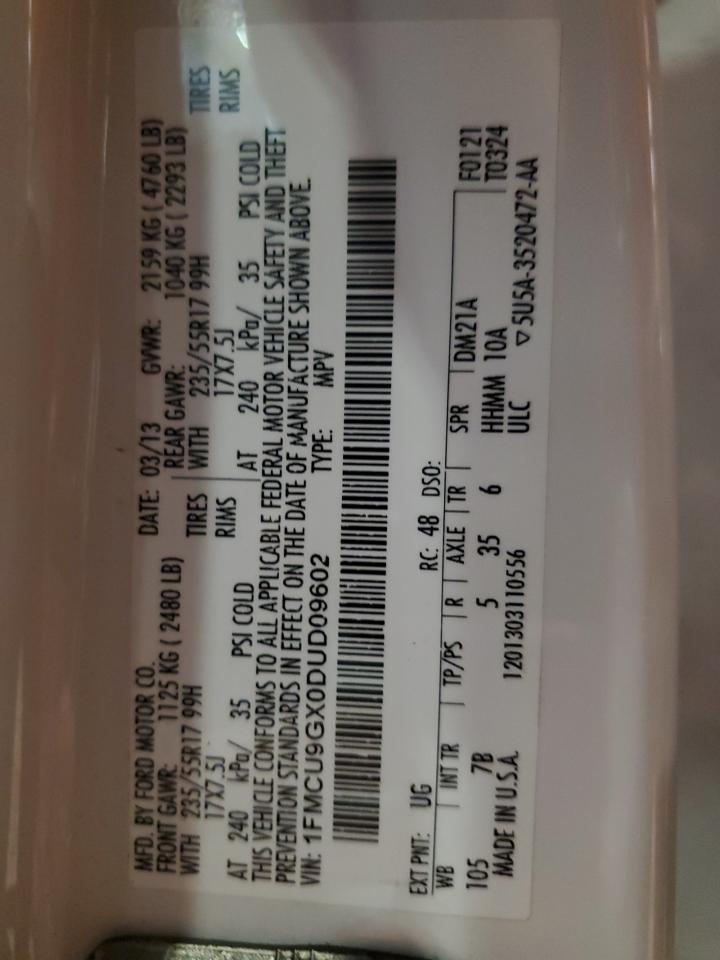 MFD. BY FORD MOTOR CO. DATE: 03/13 GVWR: 2159 KG ( 4760 LB)
FRONT GAWR: 1125 KG ( 2480 LB) REAR GAWR: 1040 KG ( 2293 LB)
WITH 235/55R17 99H TIRES WITH 235/55R17 99H TIRES
17X7.5J RIMS 17X7.5J RIMS
AT 240 kPa/ 35 PSI COLD AT 240 kPa/ 35 PSI COLD
THIS VEHICLE CONFORMS TO ALL APPLICABLE FEDERAL MOTOR VEHICLE SAFETY AND THEFT
PREVENTION STANDARDS IN EFFECT ON THE DATE OF MANUFACTURE SHOWN ABOVE.
VIN: 1FMCU9GX0DUD09602 TYPE: MPV
EXT PNT: UG RC: 48 DSO:
WB INT TR TP/PS R AXLE TR SPR DM21A F0121
105 7B 5 35 6 HHMM 10A T0324
MADE IN U.S.A. 1201303110556 ULC ▽5U5A-3520472-AA